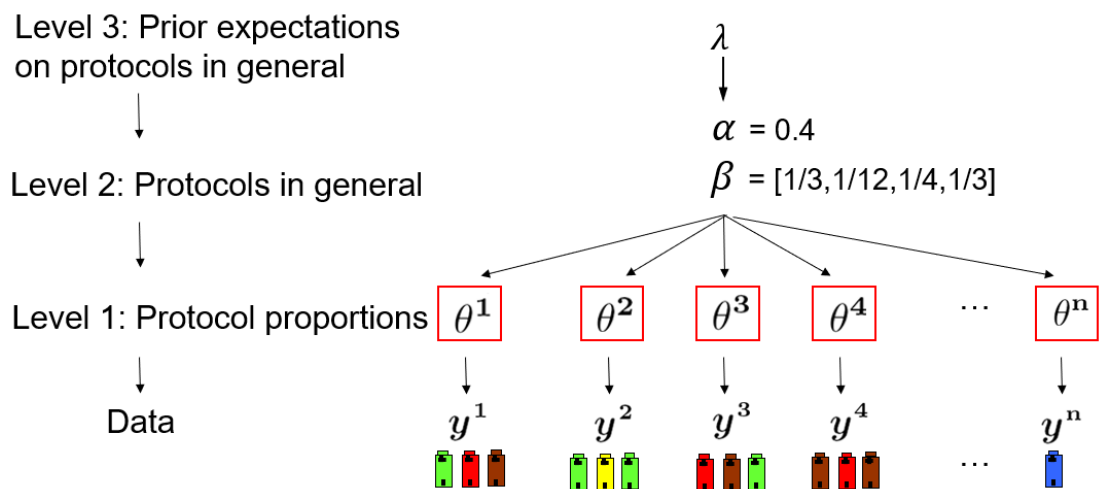 Level 3: Prior expectations
on protocols in general
λ
α = 0.4
Level 2: Protocols in general
β = [1/3,1/12,1/4,1/3]
Level 1: Protocol proportions
θ¹ θ² θ³ θ⁴ ... θⁿ
Data
y¹ y² y³ y⁴ yⁿ
...